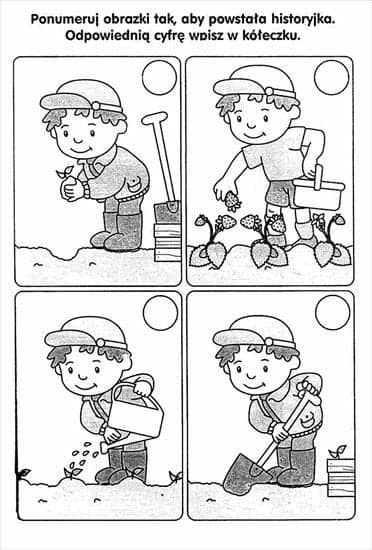 Ponumeruj obrazki tak, aby powstała historyjka.
Odpowiednią cyfrę wpisz w kółeczku.